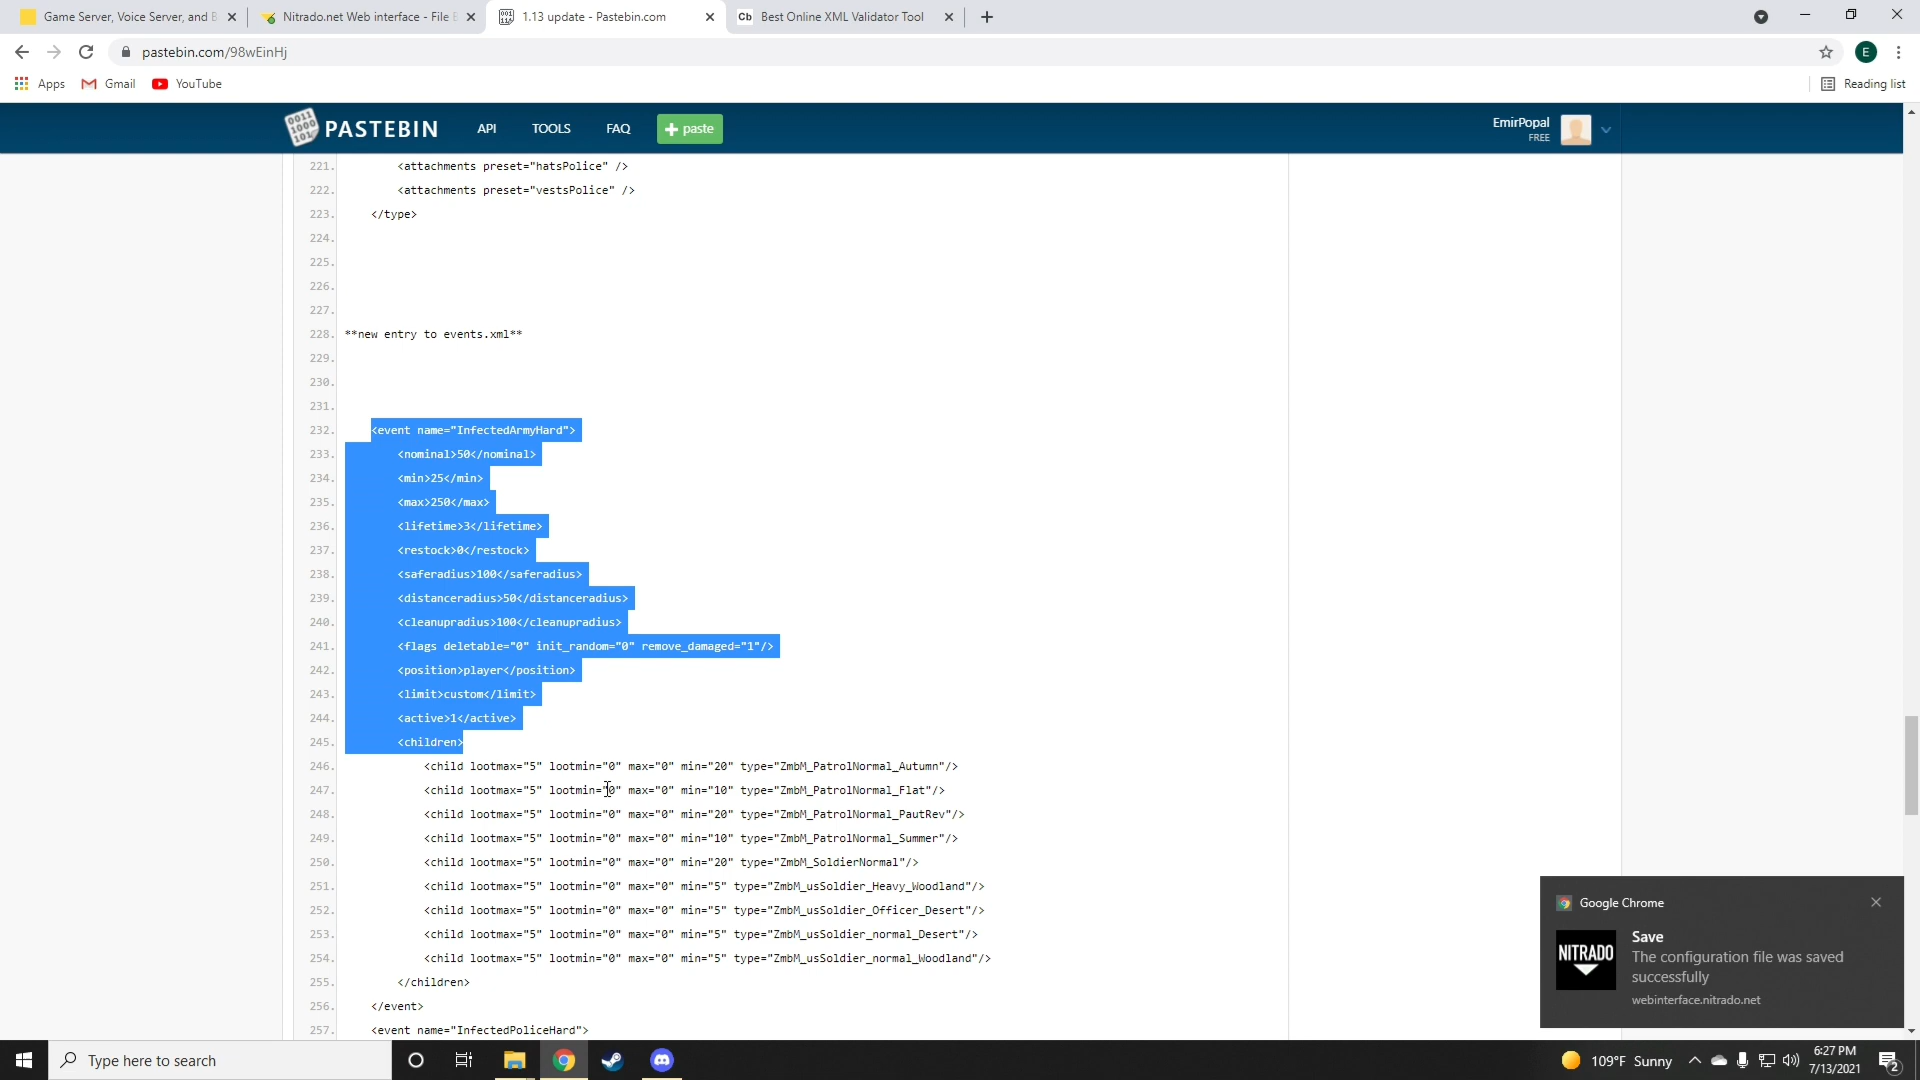 Game Server, Voice Server, and B
Nitrado.net Web interface - File B
1.13 update - Pastebin.com
Cb Best Online XML Validator Tool
pastebin.com/98wEinHj
E
Apps
Gmail
YouTube
Reading list
PASTEBIN
API
TOOLS
FAQ
+ paste
EmirPopal
FREE
221. <attachments preset="hatsPolice" />
222. <attachments preset="vestsPolice" />
223. </type>
224.
225.
226.
227.
228. **new entry to events.xml**
229.
230.
231.
232. <event name="InfectedArmyHard">
233. <nominal>50</nominal>
234. <min>25</min>
235. <max>250</max>
236. <lifetime>3</lifetime>
237. <restock>0</restock>
238. <saferadius>100</saferadius>
239. <distanceradius>50</distanceradius>
240. <cleanupradius>100</cleanupradius>
241. <flags deletable="0" init_random="0" remove_damaged="1"/>
242. <position>player</position>
243. <limit>custom</limit>
244. <active>1</active>
245. <children>
246. <child lootmax="5" lootmin="0" max="0" min="20" type="ZmbM_PatrolNormal_Autumn"/>
247. <child lootmax="5" lootmin="0" max="0" min="10" type="ZmbM_PatrolNormal_Flat"/>
248. <child lootmax="5" lootmin="0" max="0" min="20" type="ZmbM_PatrolNormal_PautRev"/>
249. <child lootmax="5" lootmin="0" max="0" min="10" type="ZmbM_PatrolNormal_Summer"/>
250. <child lootmax="5" lootmin="0" max="0" min="20" type="ZmbM_SoldierNormal"/>
251. <child lootmax="5" lootmin="0" max="0" min="5" type="ZmbM_usSoldier_Heavy_Woodland"/>
252. <child lootmax="5" lootmin="0" max="0" min="5" type="ZmbM_usSoldier_Officer_Desert"/>
253. <child lootmax="5" lootmin="0" max="0" min="5" type="ZmbM_usSoldier_normal_Desert"/>
254. <child lootmax="5" lootmin="0" max="0" min="5" type="ZmbM_usSoldier_normal_Woodland"/>
255. </children>
256. </event>
257. <event name="InfectedPoliceHard">
Google Chrome
NITRADO
Save
The configuration file was saved
successfully
webinterface.nitrado.net
Type here to search
109°F Sunny
6:27 PM
7/13/2021
2